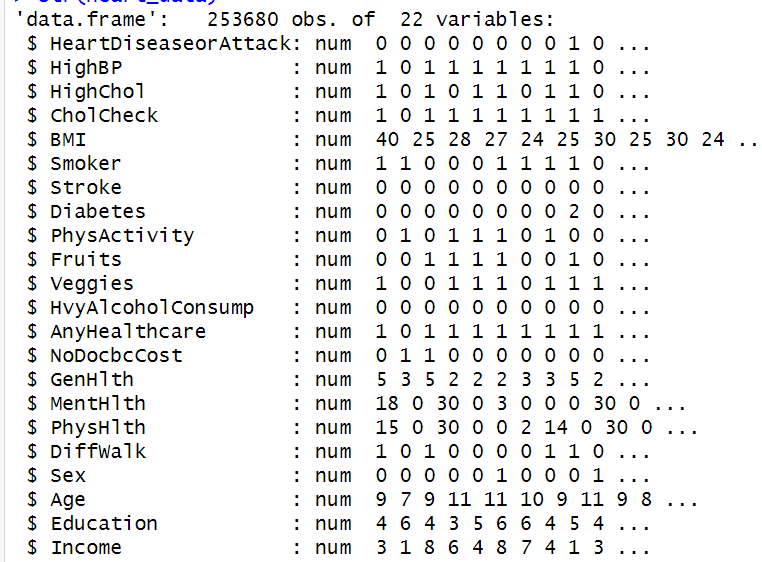 'data.frame':   253680 obs. of  22 variables:
 $ HeartDiseaseorAttack: num  0 0 0 0 0 0 0 0 1 0 ...
 $ HighBP              : num  1 0 1 1 1 1 1 1 1 0 ...
 $ HighChol            : num  1 0 1 0 1 1 0 1 1 0 ...
 $ CholCheck           : num  1 0 1 1 1 1 1 1 1 1 ...
 $ BMI                 : num  40 25 28 27 24 25 30 25 30 24 ..
 $ Smoker              : num  1 1 0 0 0 1 1 1 1 0 ...
 $ Stroke              : num  0 0 0 0 0 0 0 0 0 0 ...
 $ Diabetes            : num  0 0 0 0 0 0 0 0 2 0 ...
 $ PhysActivity        : num  0 1 0 1 1 1 0 1 0 0 ...
 $ Fruits              : num  0 0 1 1 1 1 0 0 1 0 ...
 $ Veggies             : num  1 0 0 1 1 1 0 1 1 1 ...
 $ HvyAlcoholConsump   : num  0 0 0 0 0 0 0 0 0 0 ...
 $ AnyHealthcare       : num  1 0 1 1 1 1 1 1 1 1 ...
 $ NoDocbcCost         : num  0 1 1 0 0 0 0 0 0 0 ...
 $ GenHlth             : num  5 3 5 2 2 2 3 3 5 2 ...
 $ MentHlth            : num  18 0 30 0 3 0 0 0 30 0 ...
 $ PhysHlth            : num  15 0 30 0 0 2 14 0 30 0 ...
 $ DiffWalk            : num  1 0 1 0 0 0 0 1 1 0 ...
 $ Sex                 : num  0 0 0 0 0 1 0 0 0 1 ...
 $ Age                 : num  9 7 9 11 11 10 9 11 9 8 ...
 $ Education           : num  4 6 4 3 5 6 6 4 5 4 ...
 $ Income              : num  3 1 8 6 4 8 7 4 1 3 ...